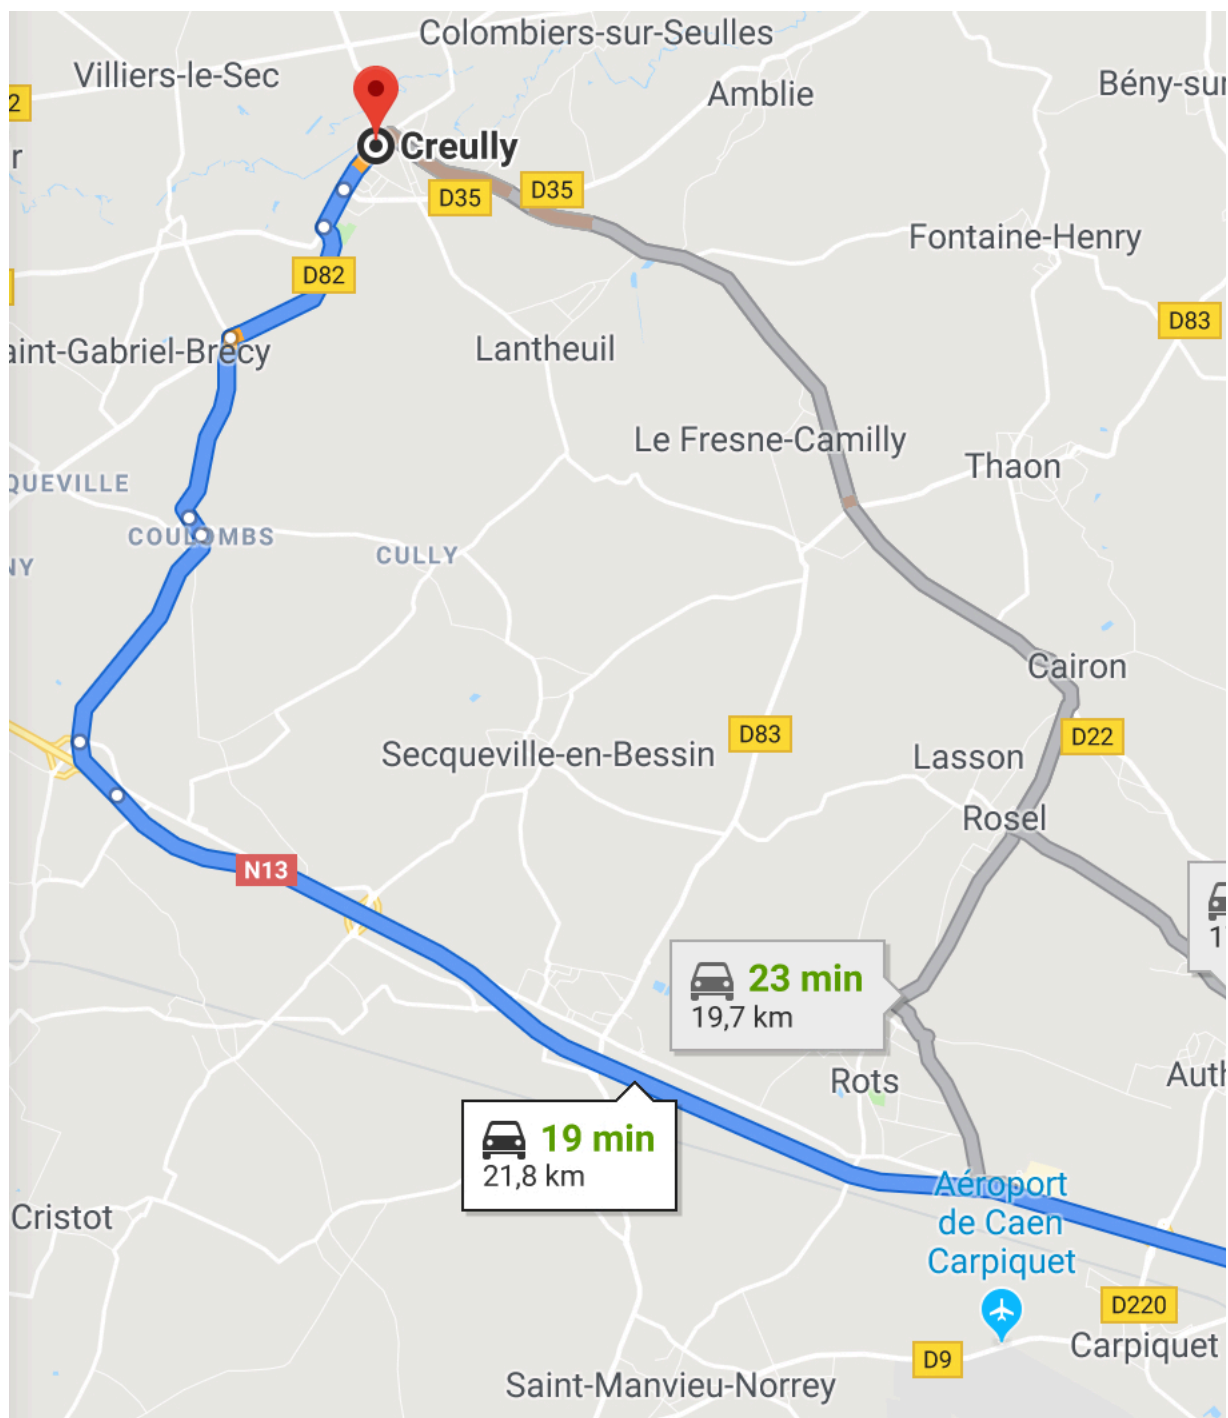 Colombiers-sur-Seulles
Villiers-le-Sec
Amblie
Bény-sur
2
r
Creully
D35
D35
Fontaine-Henry
D82
D83
aint-Gabriel-Brécy
Lantheuil
Le Fresne-Camilly
Thaon
QUEVILLE
COULOMBS
CULLY
NY
Cairon
D83
D22
Secqueville-en-Bessin
Lasson
Rosel
N13
1
23 min
19,7 km
Rots
Auth
19 min
21,8 km
Aéroport
de Caen
Carpiquet
Cristot
D220
Carpiquet
D9
Saint-Manvieu-Norrey